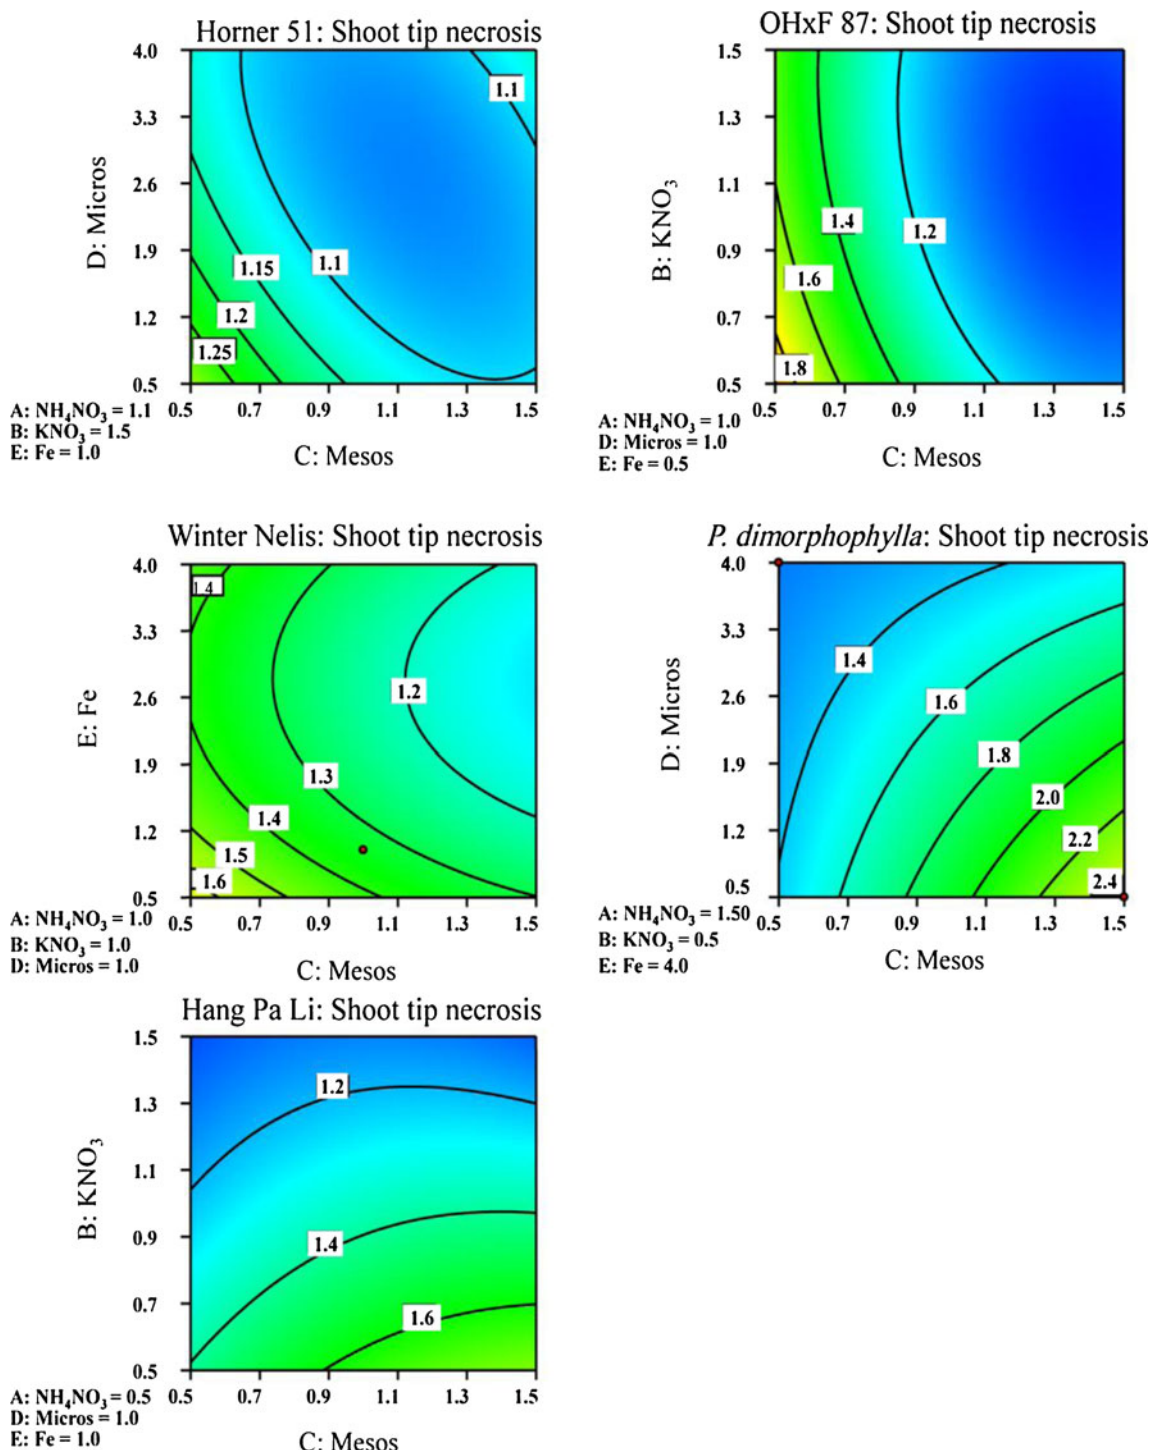 Horner 51: Shoot tip necrosis
4.0
3.3
2.6
1.9
1.2
0.5
D: Micros
1.1
1.1
1.15
1.2
1.25
0.5 0.7 0.9 1.1 1.3 1.5
A: NH₄NO₃ = 1.1
B: KNO₃ = 1.5
E: Fe = 1.0
C: Mesos
OHxF 87: Shoot tip necrosis
1.5
1.3
1.1
0.9
0.7
0.5
B: KNO₃
1.4
1.2
1.6
1.8
0.5 0.7 0.9 1.1 1.3 1.5
A: NH₄NO₃ = 1.0
D: Micros = 1.0
E: Fe = 0.5
C: Mesos
Winter Nelis: Shoot tip necrosis
4.0
3.3
2.6
1.9
1.2
0.5
E: Fe
1.4
1.2
1.3
1.4
1.5
1.6
0.5 0.7 0.9 1.1 1.3 1.5
A: NH₄NO₃ = 1.0
B: KNO₃ = 1.0
D: Micros = 1.0
C: Mesos
P. dimorphophylla: Shoot tip necrosis
4.0
3.3
2.6
1.9
1.2
0.5
D: Micros
1.4
1.6
1.8
2.0
2.2
2.4
0.5 0.7 0.9 1.1 1.3 1.5
A: NH₄NO₃ = 1.50
B: KNO₃ = 0.5
E: Fe = 4.0
C: Mesos
Hang Pa Li: Shoot tip necrosis
1.5
1.3
1.1
0.9
0.7
0.5
B: KNO₃
1.2
1.4
1.6
0.5 0.7 0.9 1.1 1.3 1.5
A: NH₄NO₃ = 0.5
D: Micros = 1.0
E: Fe = 1.0
C: Mesos